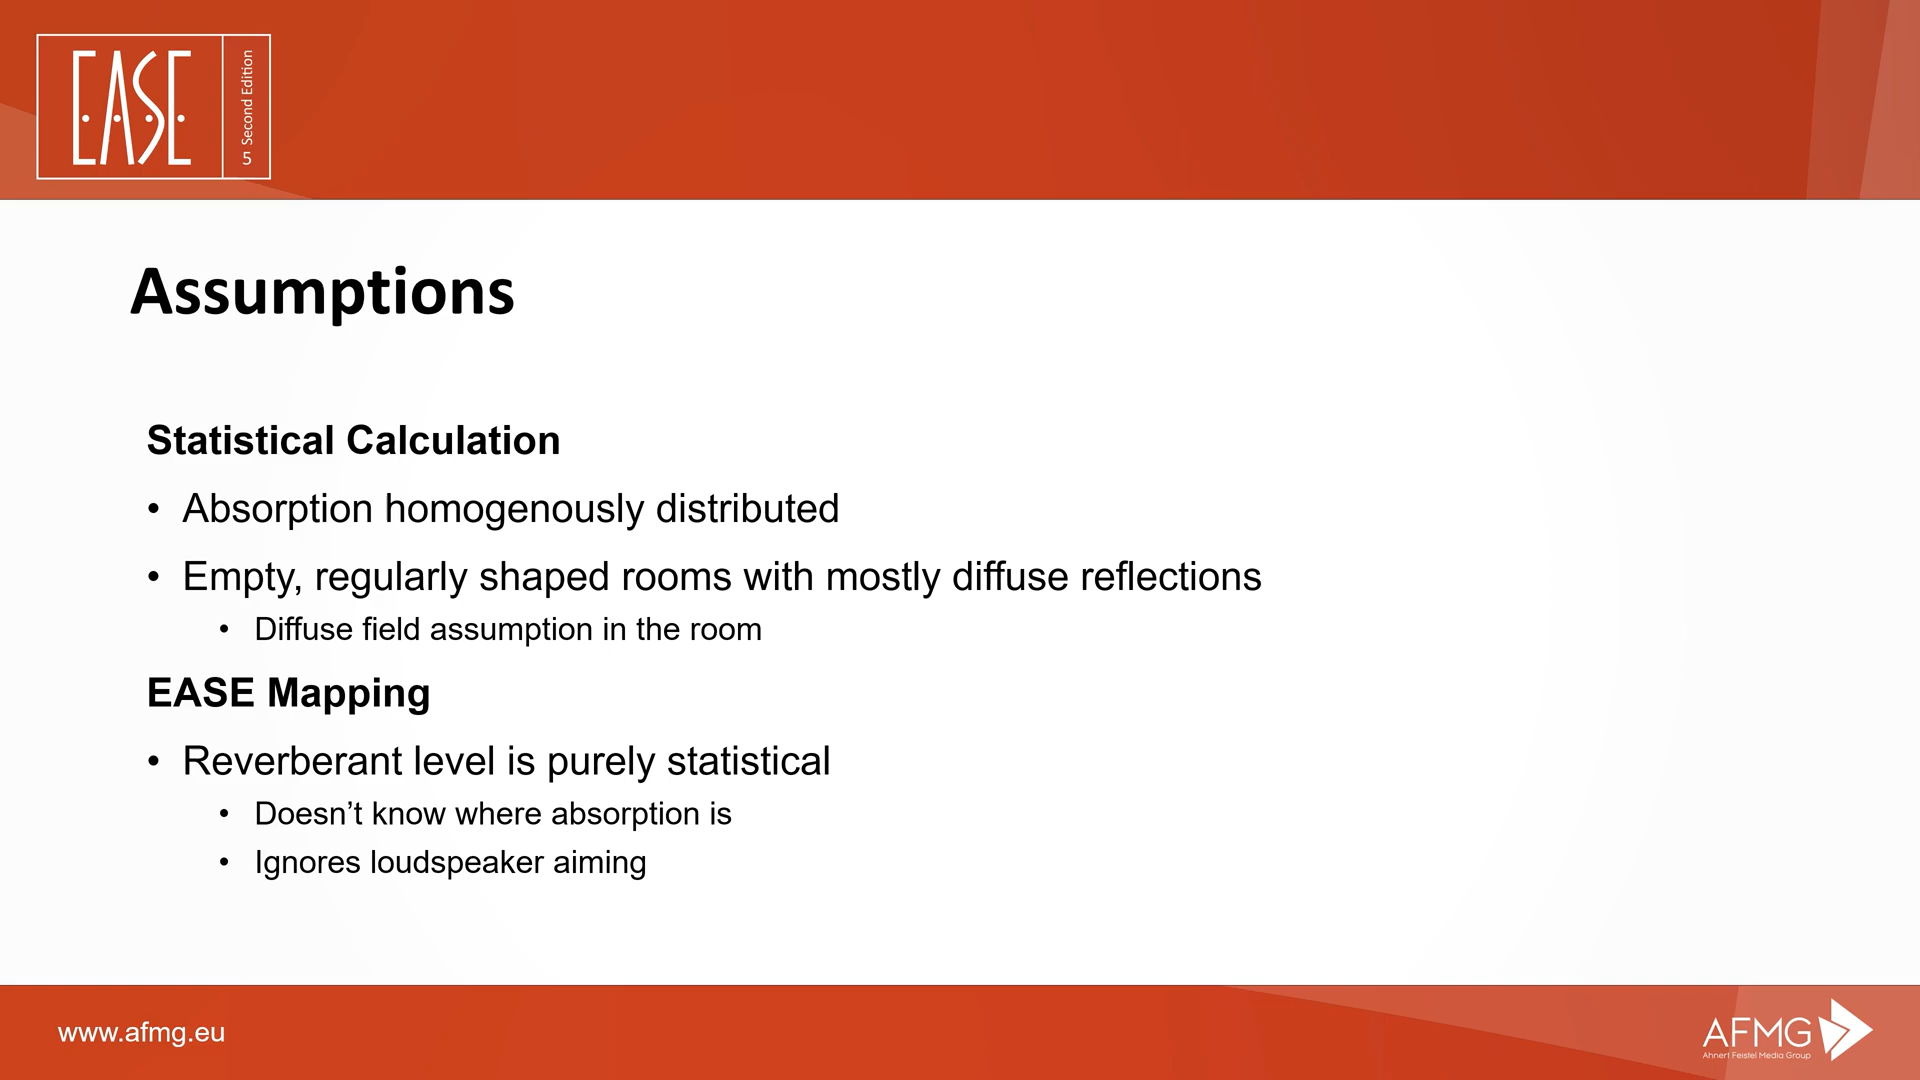 EASE
5 Second Edition
Assumptions
Statistical Calculation
• Absorption homogenously distributed
• Empty, regularly shaped rooms with mostly diffuse reflections
• Diffuse field assumption in the room
EASE Mapping
• Reverberant level is purely statistical
• Doesn’t know where absorption is
• Ignores loudspeaker aiming
www.afmg.eu
AFMG
Ahnert Feistel Media Group